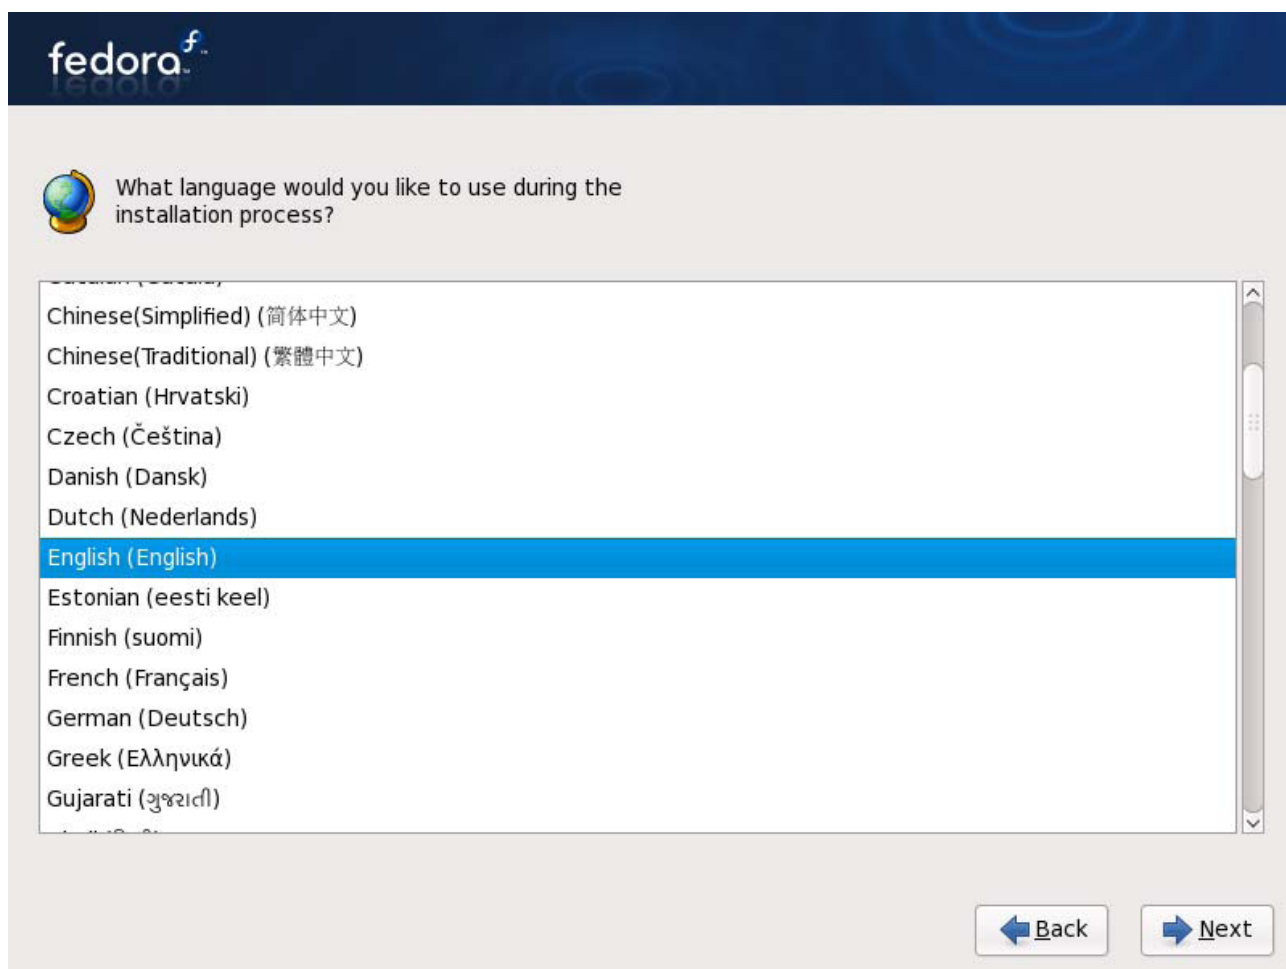 fedora
What language would you like to use during the
installation process?
Chinese(Simplified) (简体中文)
Chinese(Traditional) (繁體中文)
Croatian (Hrvatski)
Czech (Čeština)
Danish (Dansk)
Dutch (Nederlands)
English (English)
Estonian (eesti keel)
Finnish (suomi)
French (Français)
German (Deutsch)
Greek (Ελληνικά)
Gujarati (ગુજરાતી)
Back
Next